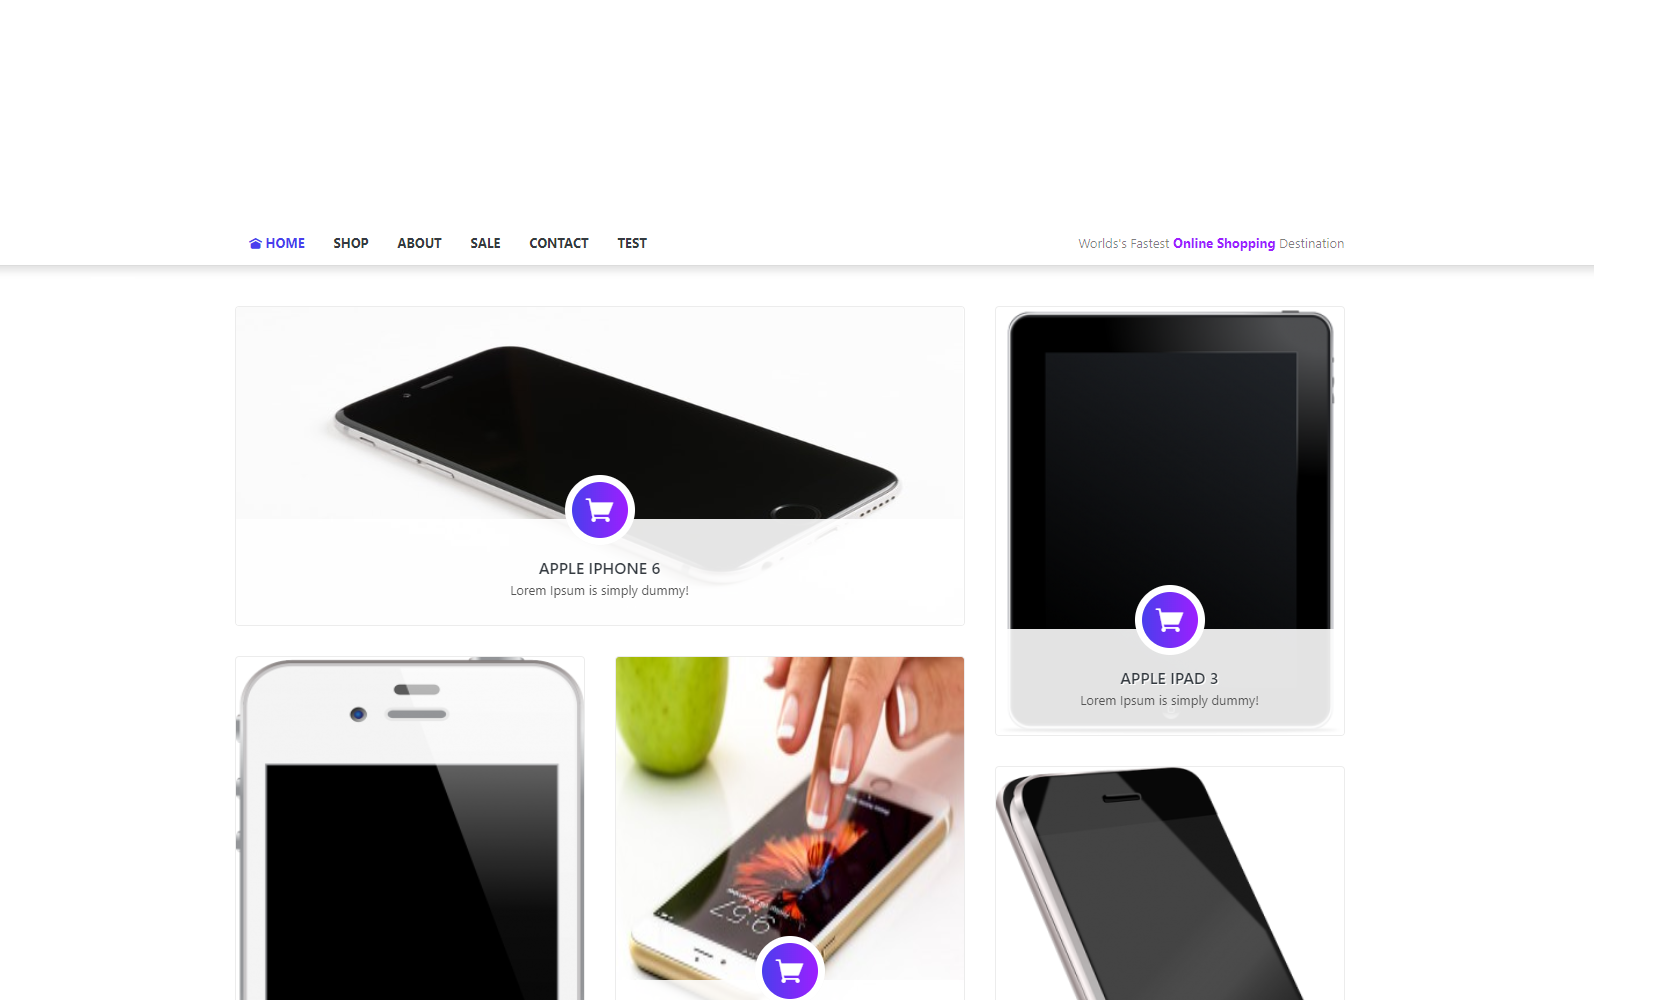 HOME SHOP ABOUT SALE CONTACT TEST
Worlds's Fastest Online Shopping Destination
APPLE IPHONE 6
Lorem Ipsum is simply dummy!
APPLE IPAD 3
Lorem Ipsum is simply dummy!
9:57